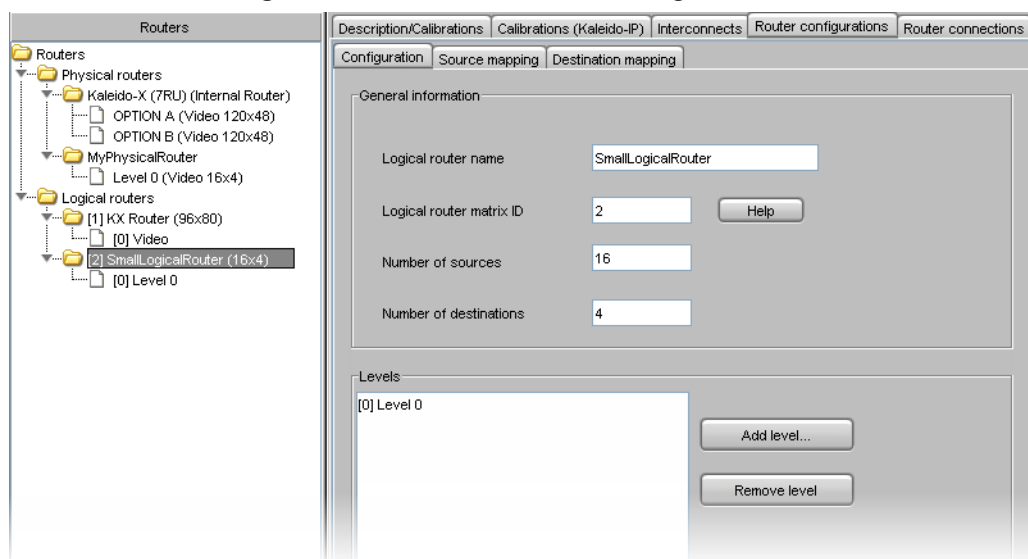 Routers
Routers
Physical routers
Kaleido-X (7RU) (Internal Router)
OPTION A (Video 120x48)
OPTION B (Video 120x48)
MyPhysicalRouter
Level 0 (Video 16x4)
Logical routers
[1] KX Router (96x80)
[0] Video
[2] SmallLogicalRouter (16x4)
[0] Level 0
Description/Calibrations Calibrations (Kaleido-IP) Interconnects Router configurations Router connections
Configuration Source mapping Destination mapping
General information
Logical router name SmallLogicalRouter
Logical router matrix ID 2 Help
Number of sources 16
Number of destinations 4
Levels
[0] Level 0
Add level...
Remove level